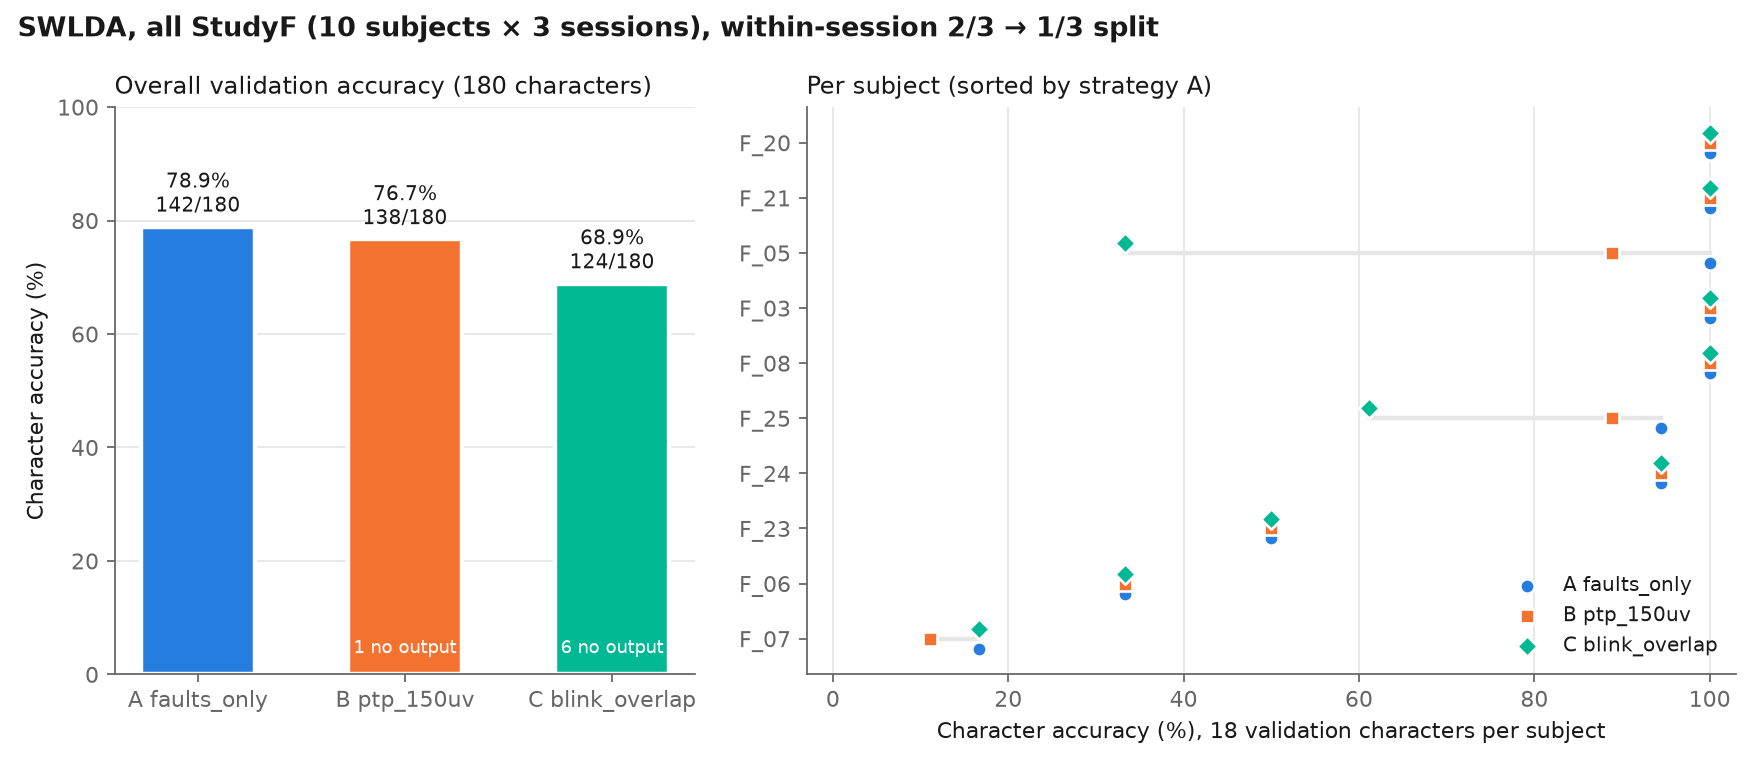 SWLDA, all StudyF (10 subjects × 3 sessions), within-session 2/3 → 1/3 split
Overall validation accuracy (180 characters)
Character accuracy (%)
100
80
60
40
20
0
78.9%
142/180
76.7%
138/180
68.9%
124/180
1 no output
6 no output
A faults_only
B ptp_150uv
C blink_overlap
Per subject (sorted by strategy A)
F_20
F_21
F_05
F_03
F_08
F_25
F_24
F_23
F_06
F_07
A faults_only
B ptp_150uv
C blink_overlap
0 20 40 60 80 100
Character accuracy (%), 18 validation characters per subject